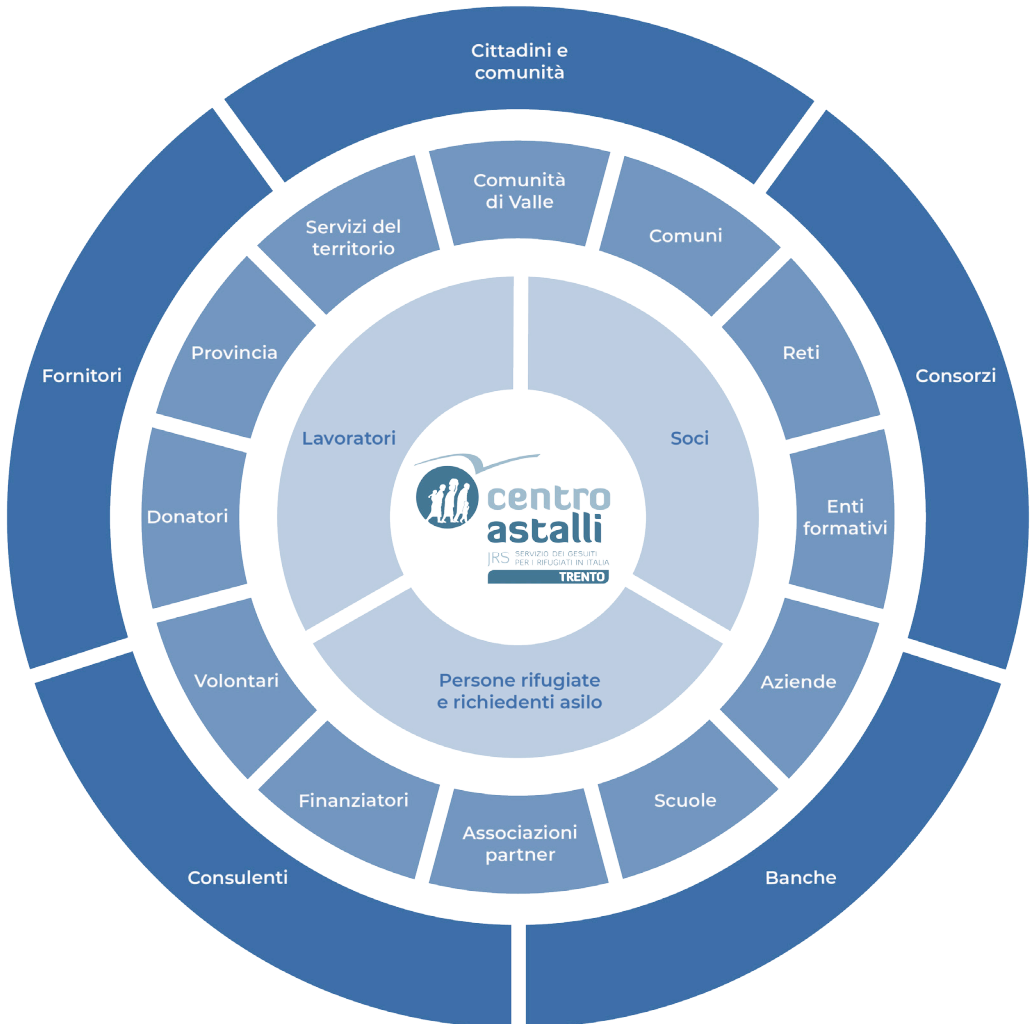 Cittadini e
comunità
Comunità
di Valle
Servizi del
territorio
Comuni
Provincia
Reti
Fornitori
Consorzi
Lavoratori
Soci
centro
astalli
JRS
SERVIZIO DEI GESUITI
PER I RIFUGIATI IN ITALIA
TRENTO
Donatori
Enti
formativi
Volontari
Persone rifugiate
e richiedenti asilo
Aziende
Finanziatori
Scuole
Associazioni
partner
Consulenti
Banche